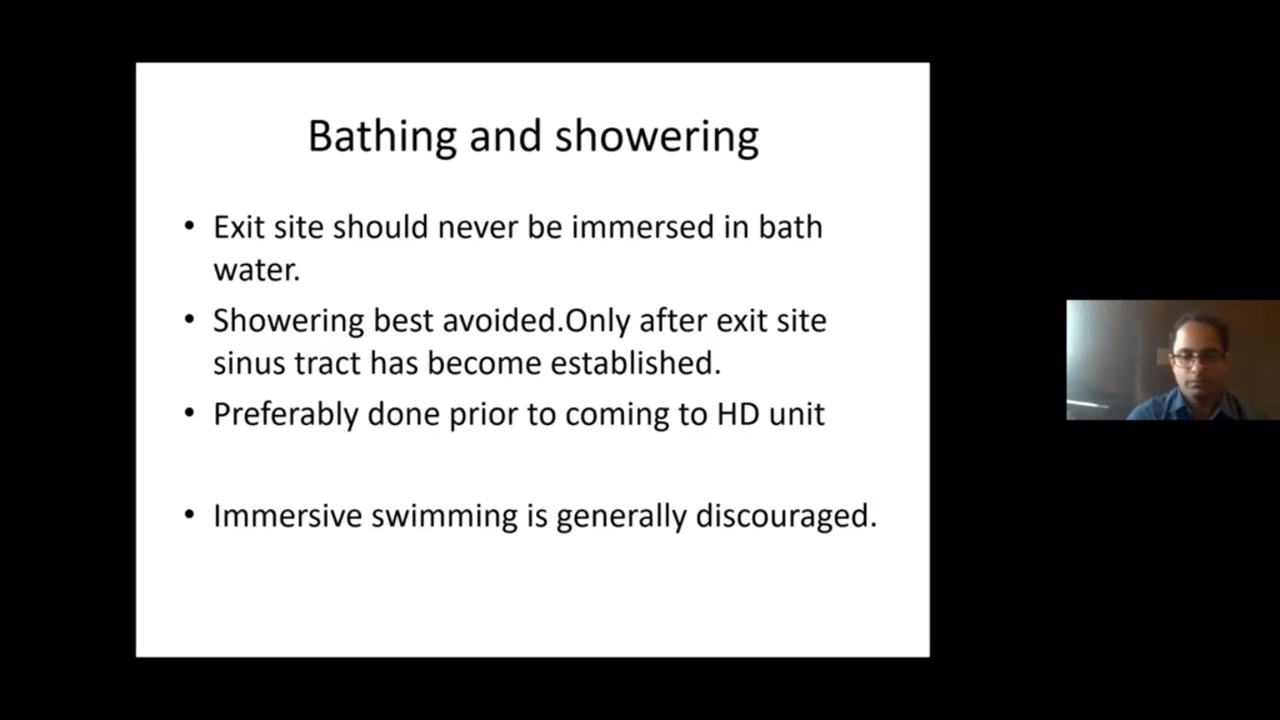 Bathing and showering
• Exit site should never be immersed in bath
water.
• Showering best avoided.Only after exit site
sinus tract has become established.
• Preferably done prior to coming to HD unit
• Immersive swimming is generally discouraged.